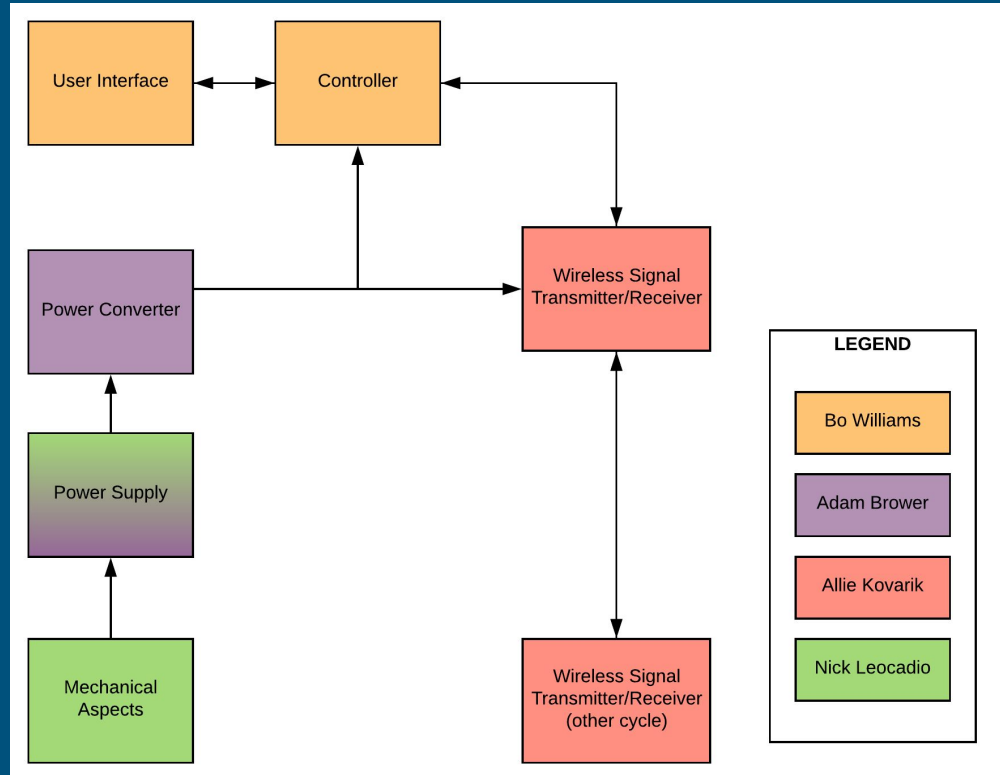 User Interface
Controller
Power Converter
Wireless Signal
Transmitter/Receiver
Power Supply
Mechanical
Aspects
Wireless Signal
Transmitter/Receiver
(other cycle)
LEGEND
Bo Williams
Adam Brower
Allie Kovarik
Nick Leocadio